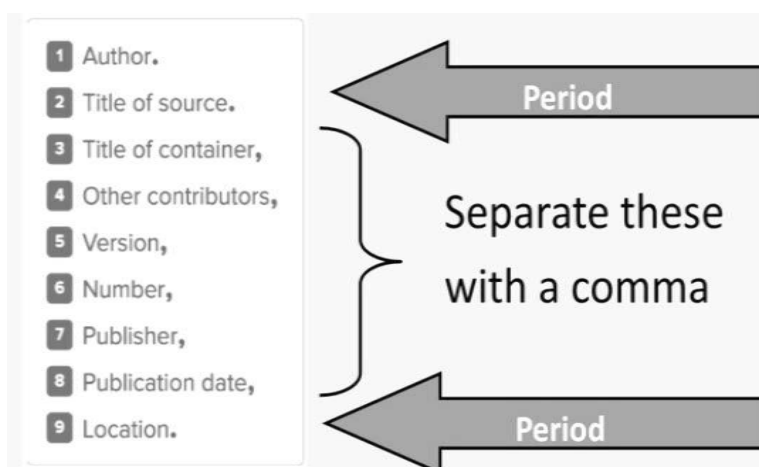 1 Author.
2 Title of source.
3 Title of container,
4 Other contributors,
5 Version,
6 Number,
7 Publisher,
8 Publication date,
9 Location.
Period
Separate these
with a comma
Period